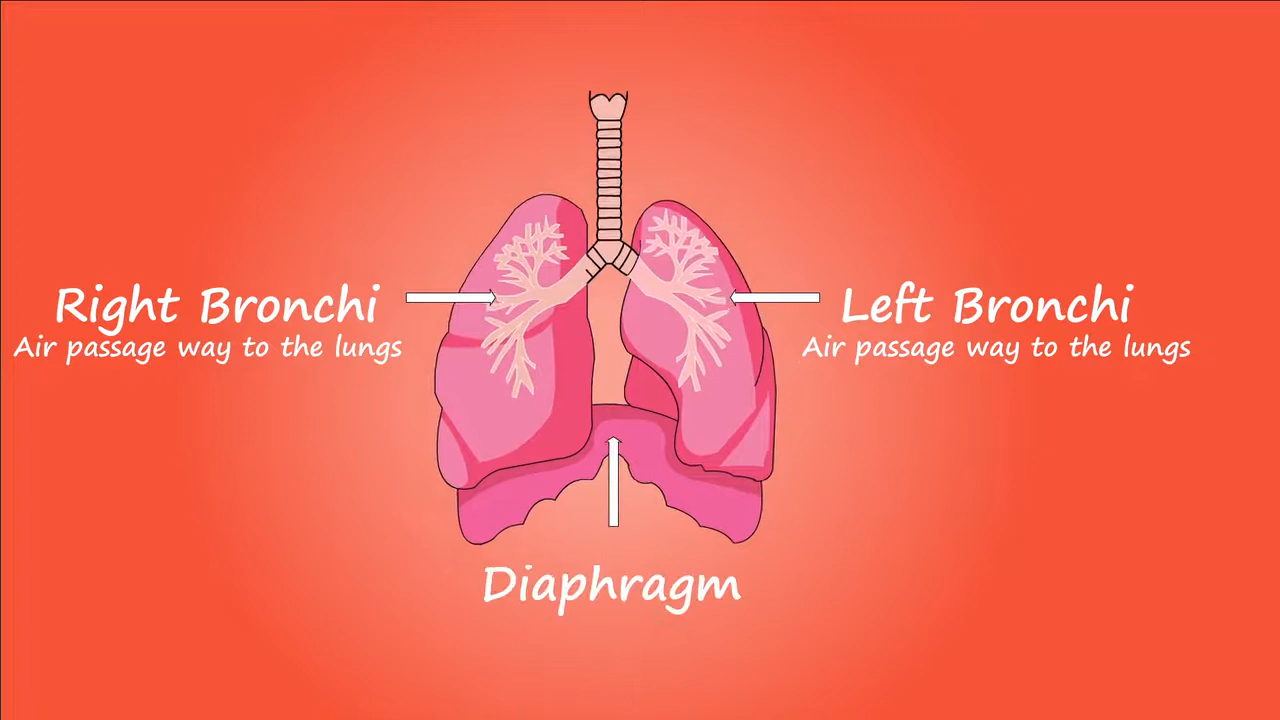 Right Bronchi
Air passage way to the lungs
Left Bronchi
Air passage way to the lungs
Diaphragm